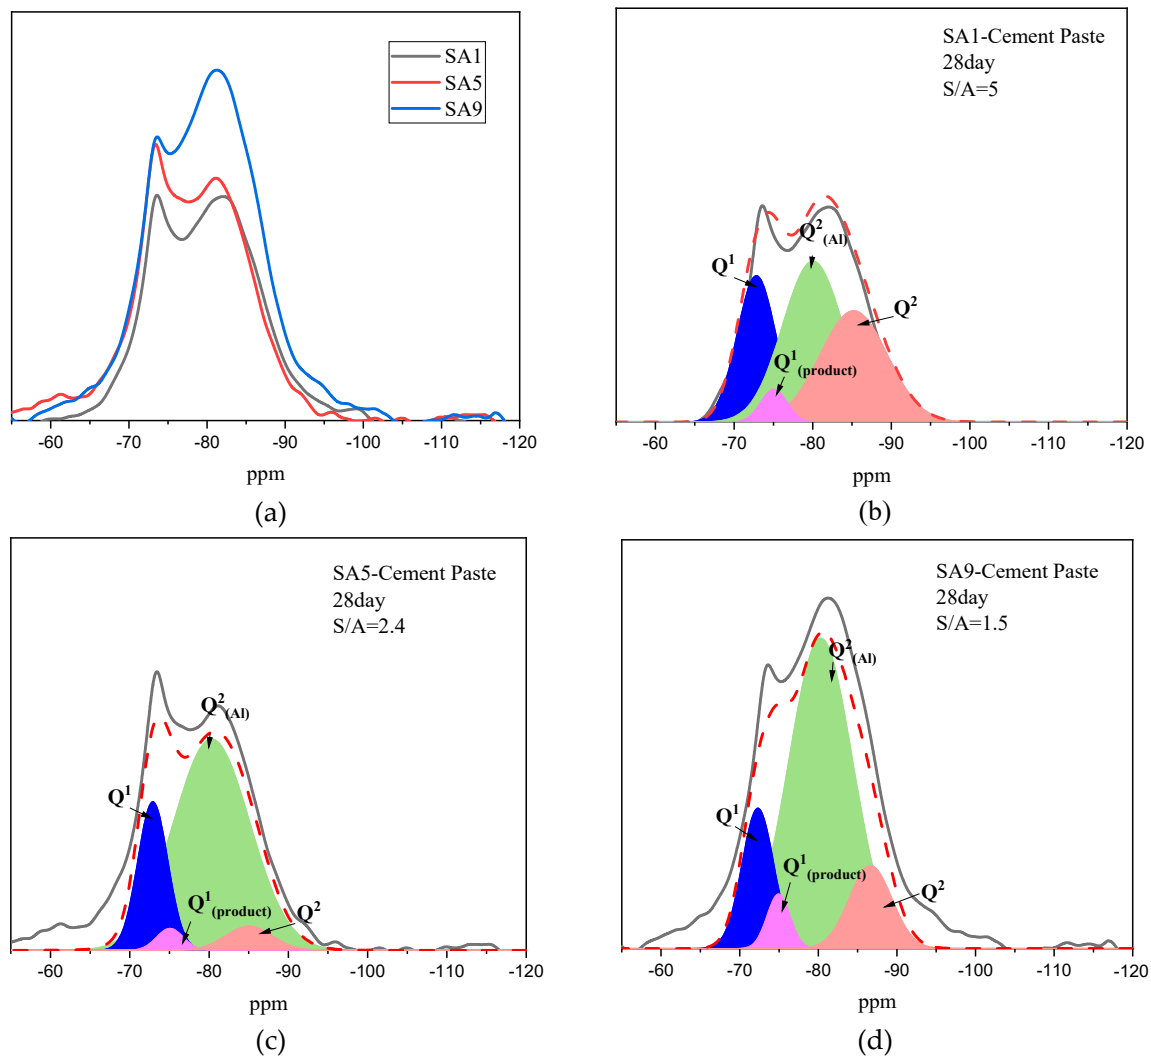 SA1
SA5
SA9
-60 -70 -80 -90 -100 -110 -120
ppm
(a)
SA1-Cement Paste
28day
S/A=5
Q2(Al)
Q1
Q2
Q1(product)
-60 -70 -80 -90 -100 -110 -120
ppm
(b)
SA5-Cement Paste
28day
S/A=2.4
Q2(Al)
Q1
Q1(product)
Q2
-60 -70 -80 -90 -100 -110 -120
ppm
(c)
SA9-Cement Paste
28day
S/A=1.5
Q2(Al)
Q1
Q1(product)
Q2
-60 -70 -80 -90 -100 -110 -120
ppm
(d)